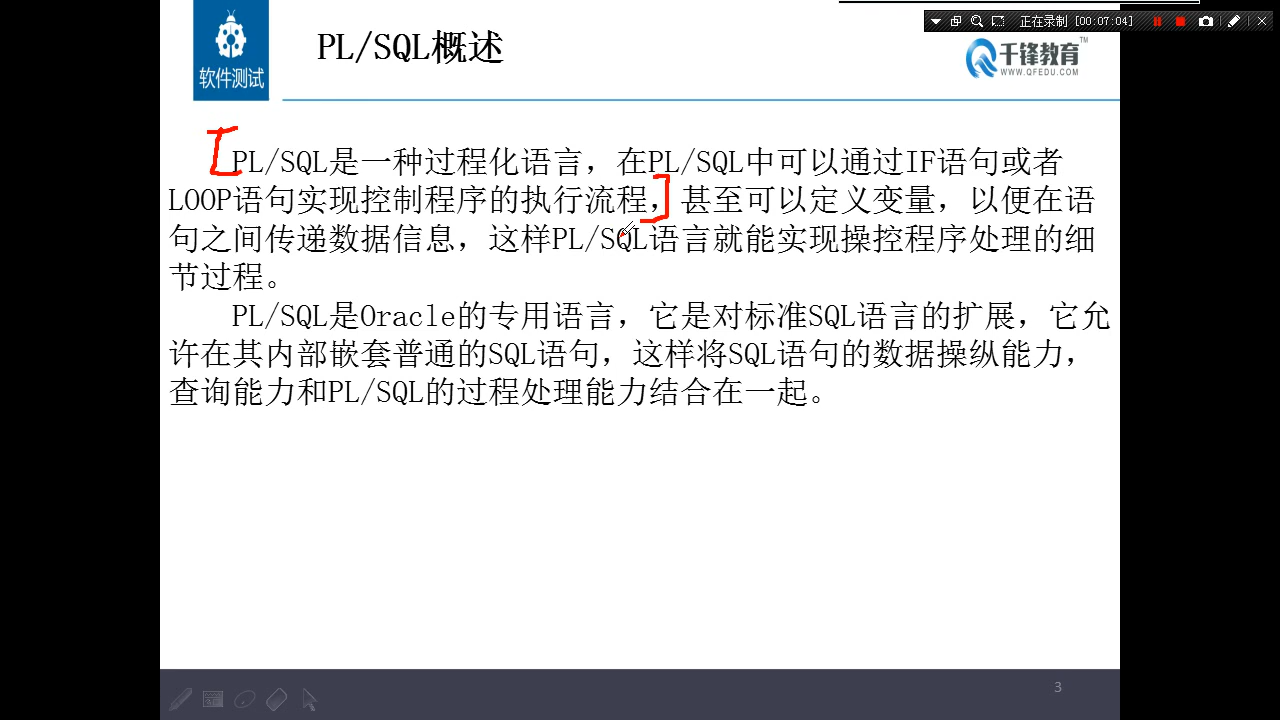 正在录制 [00:07:04]
软件测试
PL/SQL概述
千锋教育TM
WWW.QFEDU.COM
PL/SQL是一种过程化语言，在PL/SQL中可以通过IF语句或者
LOOP语句实现控制程序的执行流程，甚至可以定义变量，以便在语
句之间传递数据信息，这样PL/SQL语言就能实现操控程序处理的细
节过程。
PL/SQL是Oracle的专用语言，它是对标准SQL语言的扩展，它允
许在其内部嵌套普通的SQL语句，这样将SQL语句的数据操纵能力，
查询能力和PL/SQL的过程处理能力结合在一起。
3